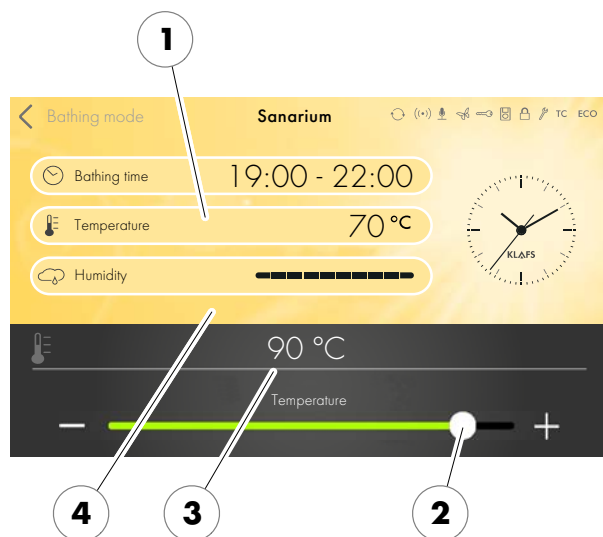 1
Bathing mode Sanarium TC ECO
Bathing time 19:00 - 22:00
Temperature 70 °C
KLAFS
Humidity
90 °C
Temperature
− +
4 3 2